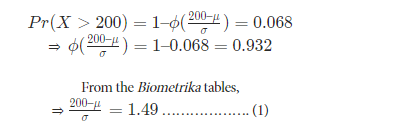 Pr(X > 200) = 1–ϕ(200–μ/σ) = 0.068
⇒ ϕ(200–μ/σ) = 1–0.068 = 0.932
From the Biometrika tables,
⇒ 200–μ/σ = 1.49 .................... (1)